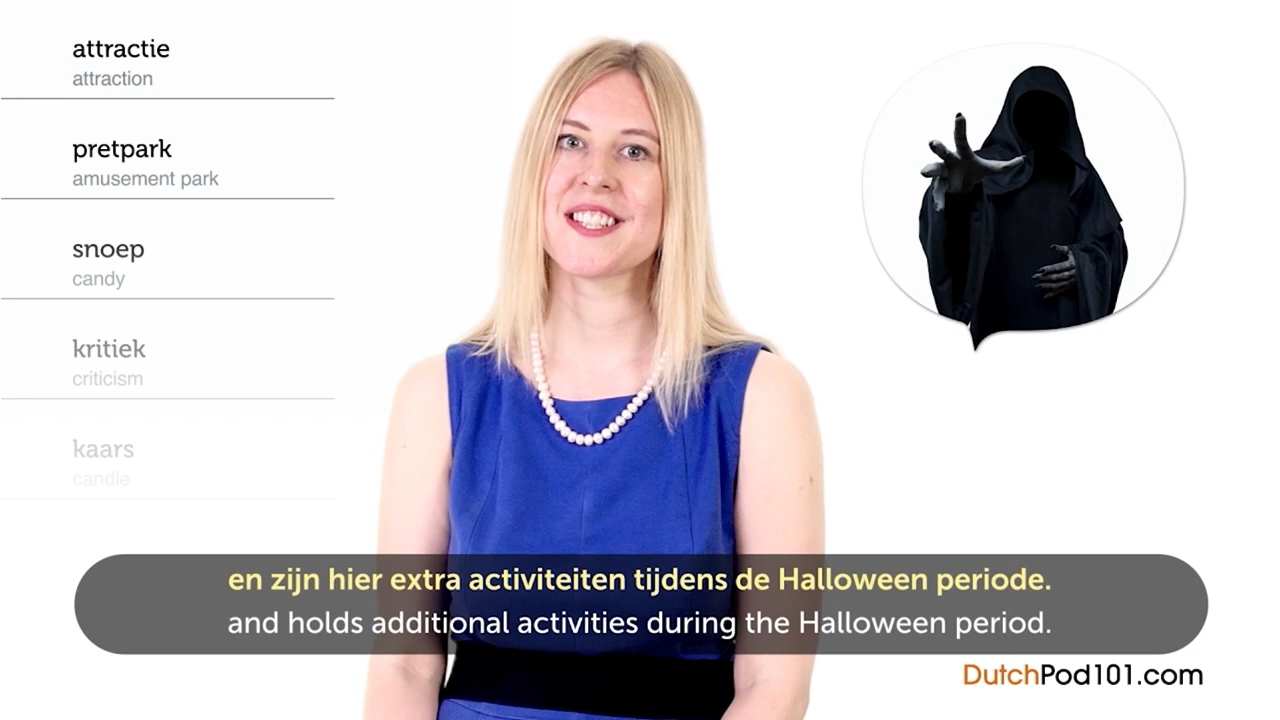 attractie
attraction
pretpark
amusement park
snoep
candy
kritiek
criticism
kaars
candle
en zijn hier extra activiteiten tijdens de Halloween periode.
and holds additional activities during the Halloween period.
DutchPod101.com